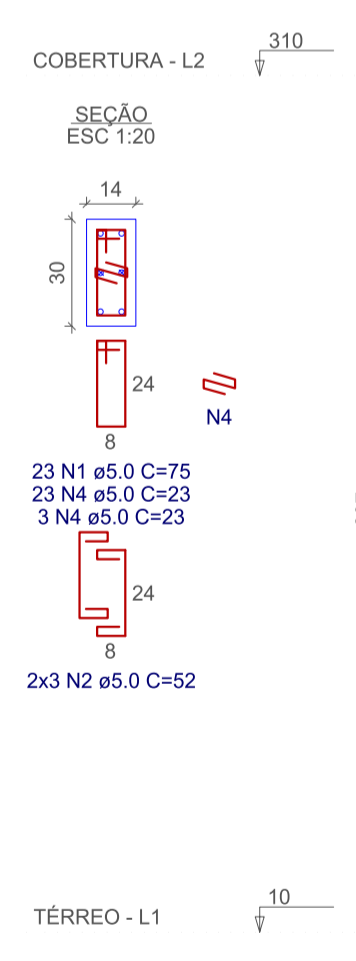 310
COBERTURA - L2
SEÇÃO
ESC 1:20
14
30
24
8
N4
23 N1 ø5.0 C=75
23 N4 ø5.0 C=23
3 N4 ø5.0 C=23
24
8
2x3 N2 ø5.0 C=52
10
TÉRREO - L1